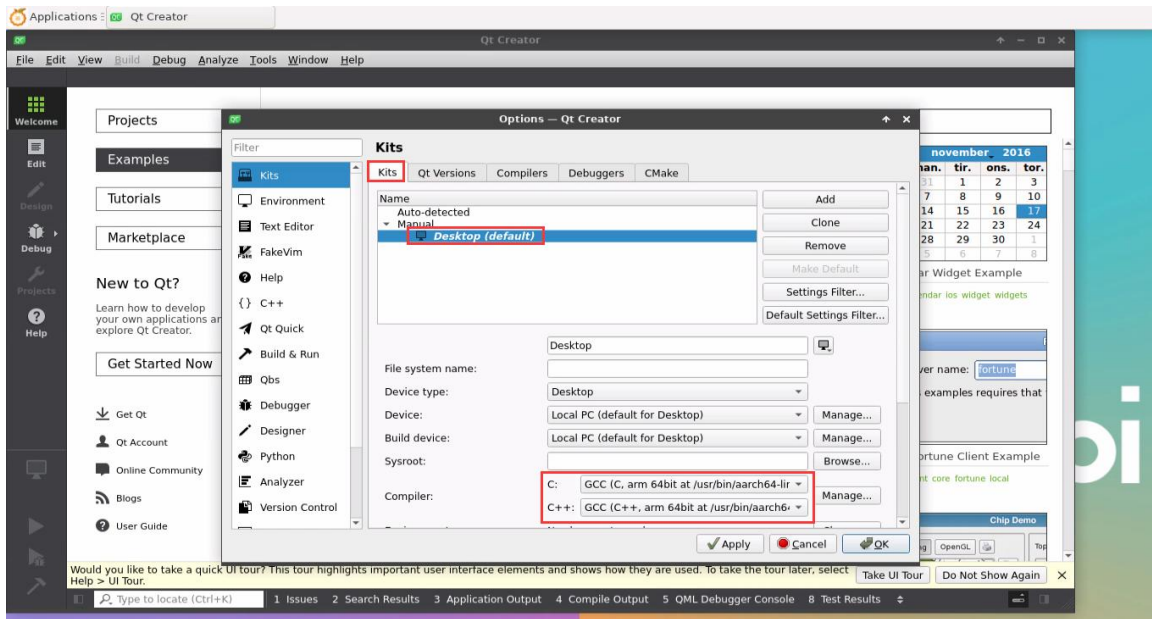 Applications
Qt Creator
Qt Creator
File Edit View Build Debug Analyze Tools Window Help
Welcome
Edit
Design
Debug
Projects
Help
Projects
Examples
Tutorials
Marketplace
New to Qt?
Learn how to develop
your own applications
explore Qt Creator.
Get Started Now
Get Qt
Qt Account
Online Community
Blogs
User Guide
Options — Qt Creator
Filter
Kits
Environment
Text Editor
FakeVim
Help
{} C++
Qt Quick
Build & Run
Qbs
Debugger
Designer
Python
Analyzer
Version Control
Kits
Kits Qt Versions Compilers Debuggers CMake
Name
Auto-detected
Manual
Desktop (default)
Add
Clone
Remove
Make Default
Settings Filter...
Default Settings Filter...
Desktop
File system name:
Device type: Desktop
Device: Local PC (default for Desktop) Manage...
Build device: Local PC (default for Desktop) Manage...
Sysroot: Browse...
Compiler:
C: GCC (C, arm 64bit at /usr/bin/aarch64-lir
C++: GCC (C++, arm 64bit at /usr/bin/aarch6
Manage...
Apply Cancel OK
november 2016
tir. ons. tor.
31 1 2 3
7 8 9 10
14 15 16 17
21 22 23 24
28 29 30 1
5 6 7 8
Widget Example
ios widget widgets
name: fortune
examples requires that
Client Example
core fortune local
Chip Demo
OpenGL
Would you like to take a quick UI tour? This tour highlights important user interface elements and shows how they are used. To take the tour later, select
Help > UI Tour.
Take UI Tour Do Not Show Again
Type to locate (Ctrl+K) 1 Issues 2 Search Results 3 Application Output 4 Compile Output 5 QML Debugger Console 8 Test Results
pi